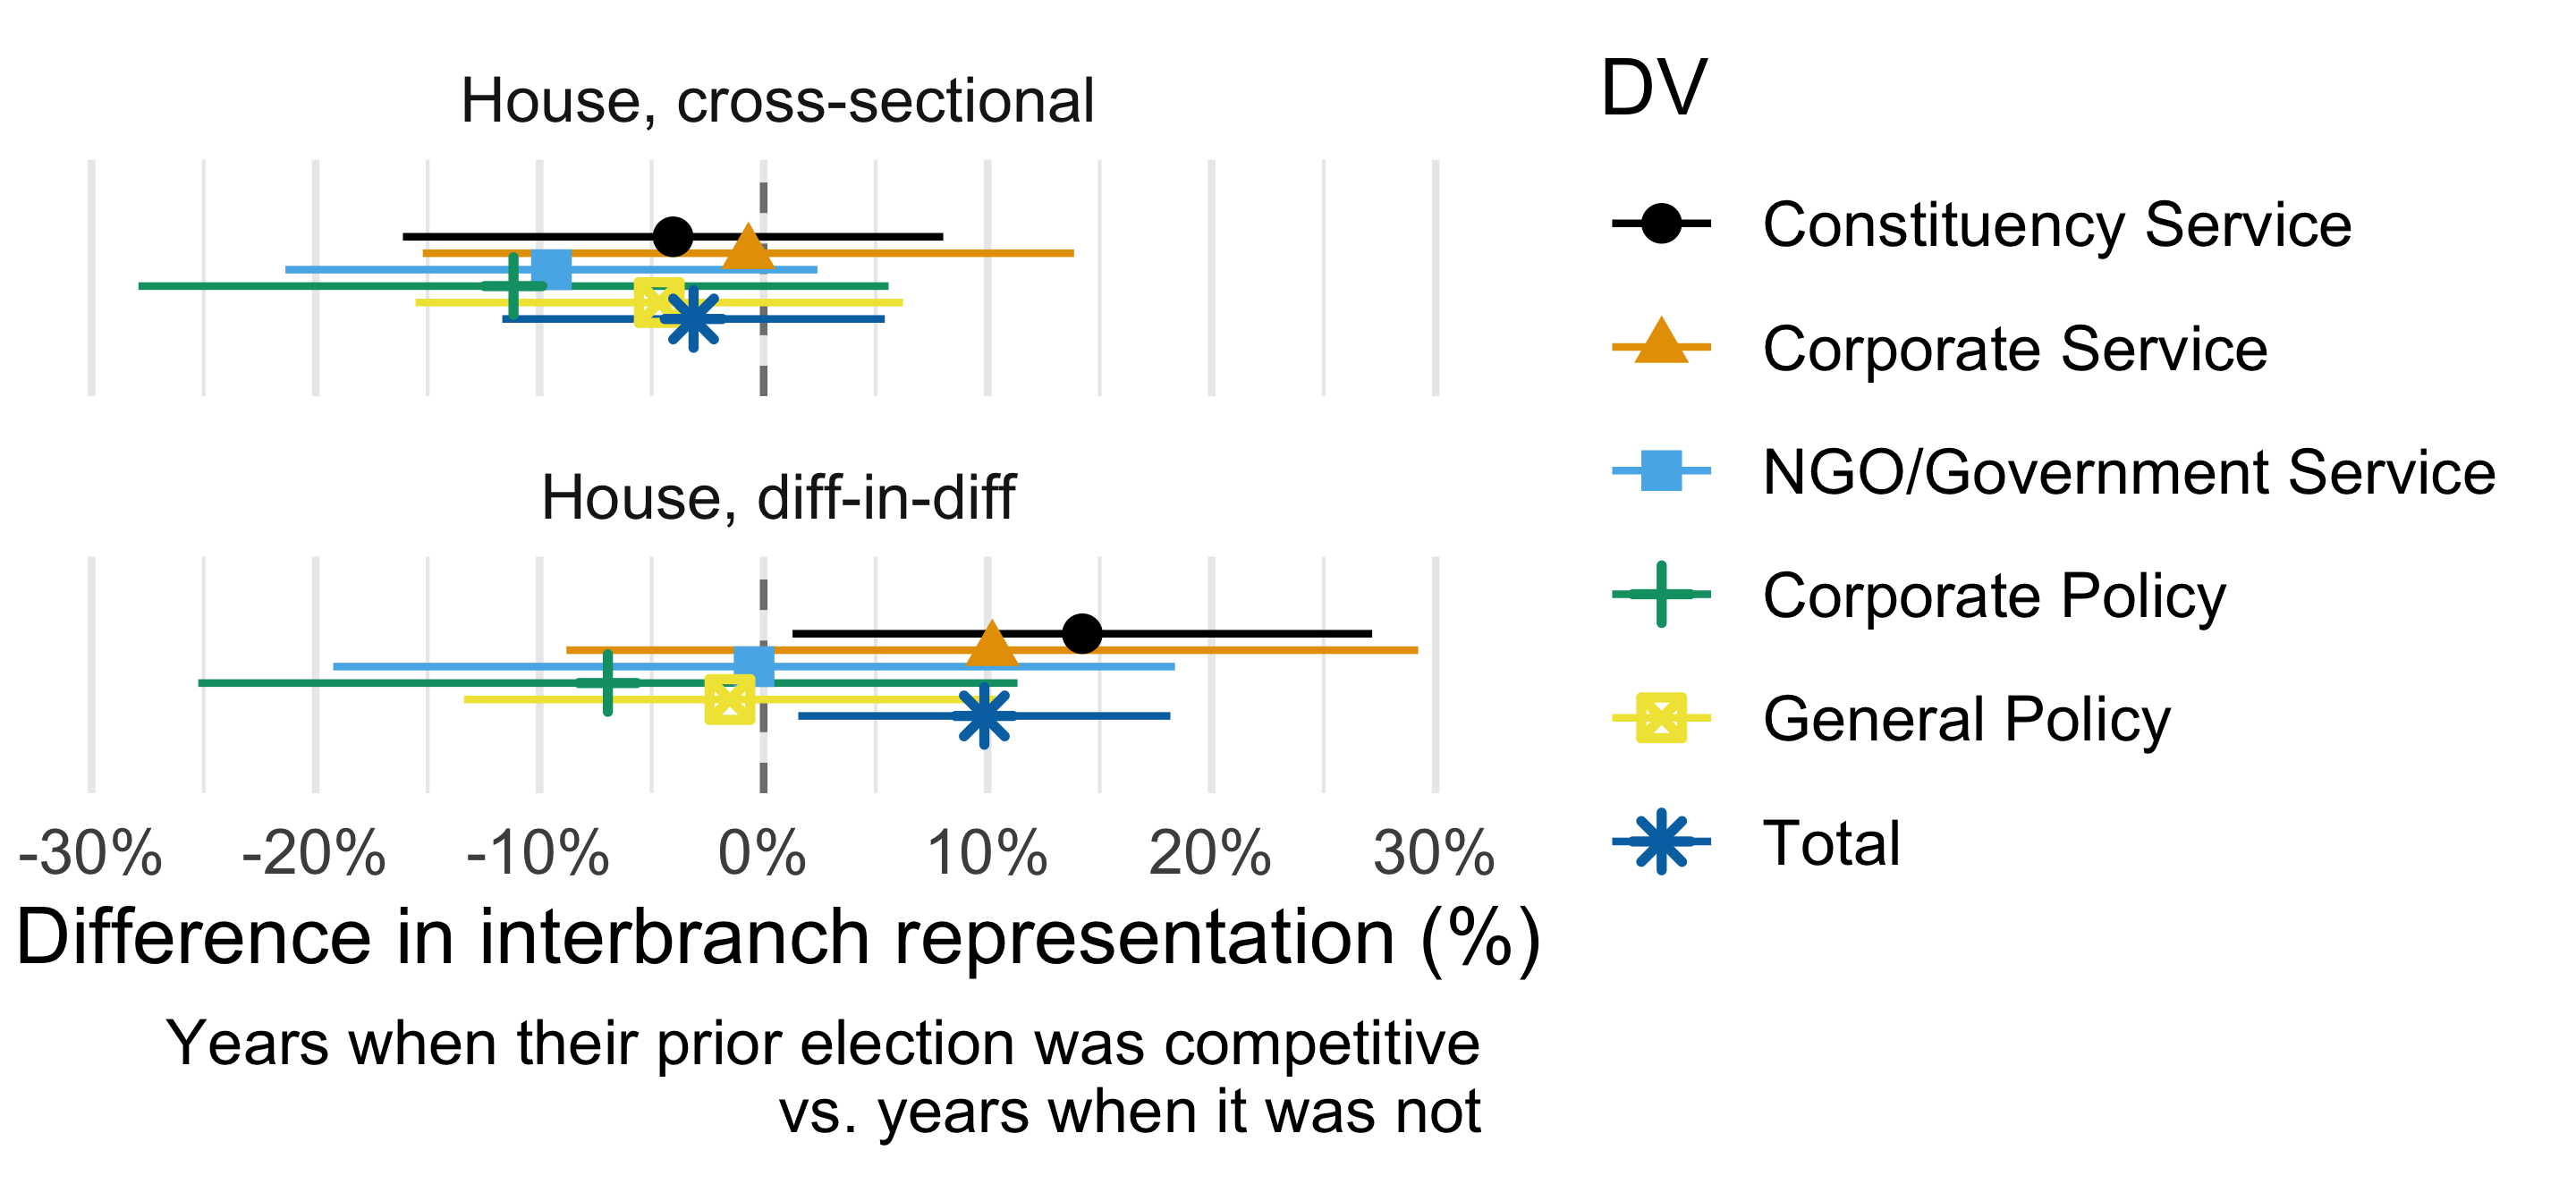 House, cross-sectional
House, diff-in-diff
-30% -20% -10% 0% 10% 20% 30%
Difference in interbranch representation (%)
Years when their prior election was competitive
vs. years when it was not
DV
Constituency Service
Corporate Service
NGO/Government Service
Corporate Policy
General Policy
Total